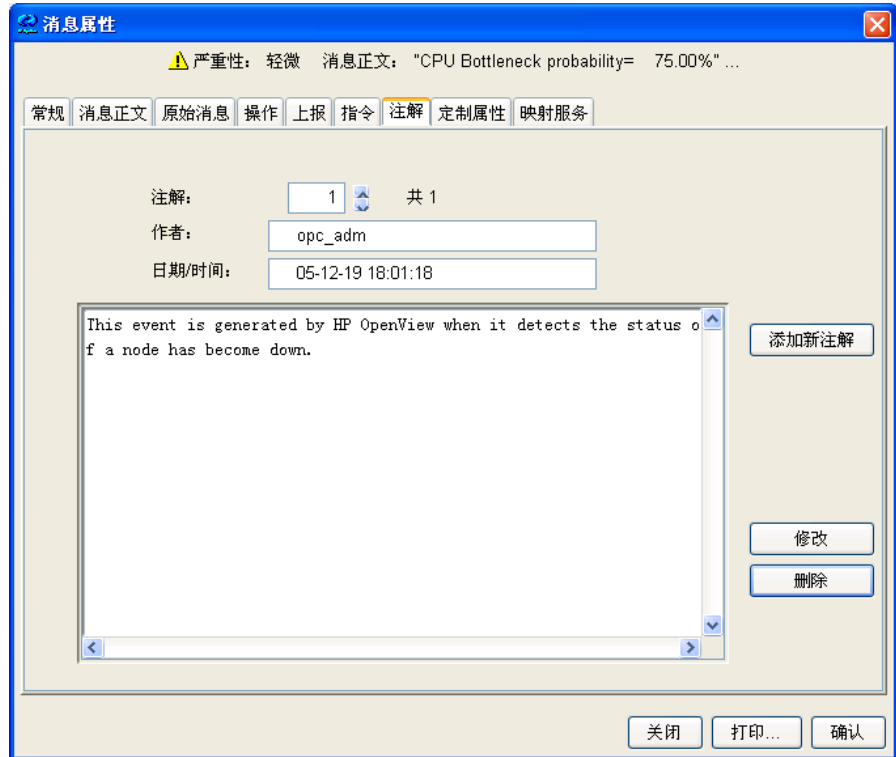 消息属性
严重性： 轻微 消息正文： "CPU Bottleneck probability= 75.00%" ...
常规 消息正文 原始消息 操作 上报 指令 注解 定制属性 映射服务
注解： 1 共 1
作者： opc_adm
日期/时间： 05-12-19 18:01:18
This event is generated by HP OpenView when it detects the status o
f a node has become down.
添加新注解
修改
删除
关闭 打印... 确认